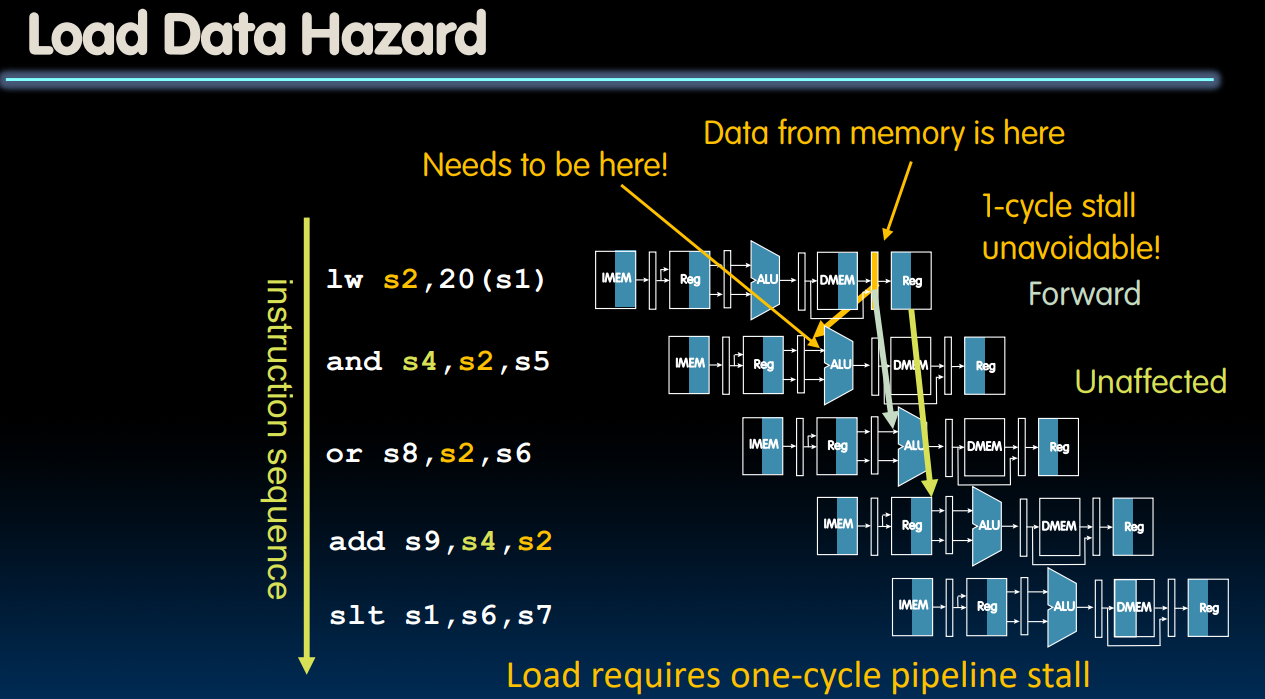 Load Data Hazard
Data from memory is here
Needs to be here!
1-cycle stall
unavoidable!
Forward
Unaffected
instruction sequence
lw s2,20(s1)
IMEM Reg ALU DMEM Reg
and s4,s2,s5
IMEM Reg ALU DMEM Reg
or s8,s2,s6
IMEM Reg ALU DMEM Reg
add s9,s4,s2
IMEM Reg ALU DMEM Reg
slt s1,s6,s7
IMEM Reg ALU DMEM Reg
Load requires one-cycle pipeline stall